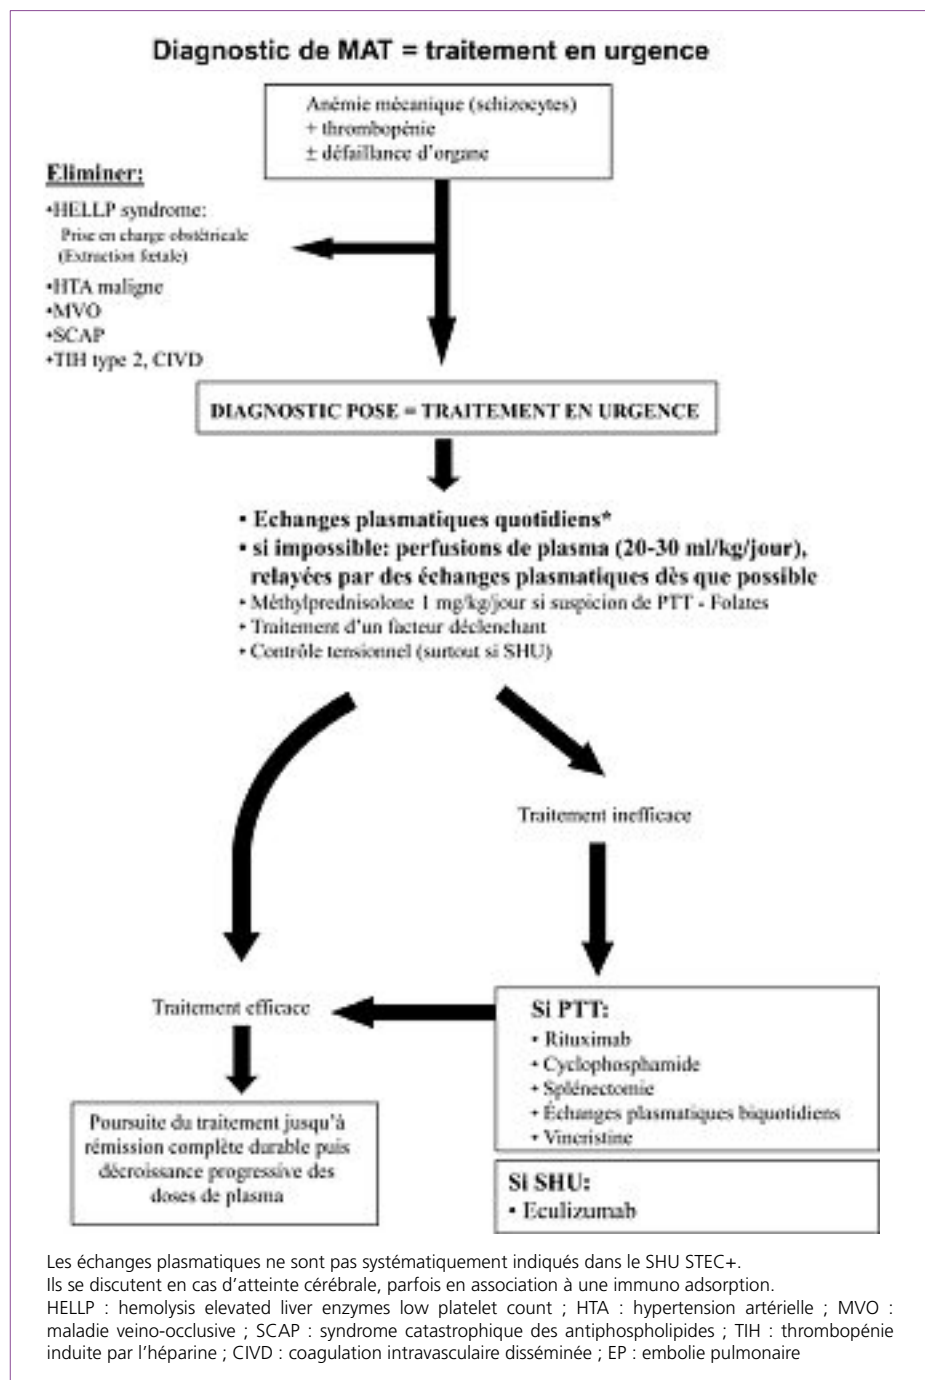 Diagnostic de MAT = traitement en urgence
Anémie mécanique (schizocytes)
+ thrombopénie
± défaillance d'organe
Eliminer:
•HELLP syndrome:
Prise en charge obstétricale
(Extraction fœtale)
•HTA maligne
•MVO
•SCAP
•TIH type 2, CIVD
DIAGNOSTIC POSE = TRAITEMENT EN URGENCE
• Echanges plasmatiques quotidiens*
• si impossible: perfusions de plasma (20-30 ml/kg/jour),
relayées par des échanges plasmatiques dès que possible
• Méthylprednisolone 1 mg/kg/jour si suspicion de PTT - Folates
• Traitement d'un facteur déclenchant
• Contrôle tensionnel (surtout si SHU)
Traitement inefficace
Traitement efficace
Si PTT:
• Rituximab
• Cyclophosphamide
• Splénectomie
• Échanges plasmatiques biquotidiens
• Vincristine
Poursuite du traitement jusqu'à
rémission complète durable puis
décroissance progressive des
doses de plasma
Si SHU:
• Eculizumab
Les échanges plasmatiques ne sont pas systématiquement indiqués dans le SHU STEC+.
Ils se discutent en cas d'atteinte cérébrale, parfois en association à une immuno adsorption.
HELLP : hemolysis elevated liver enzymes low platelet count ; HTA : hypertension artérielle ; MVO :
maladie veino-occlusive ; SCAP : syndrome catastrophique des antiphospholipides ; TIH : thrombopénie
induite par l'héparine ; CIVD : coagulation intravasculaire disséminée ; EP : embolie pulmonaire